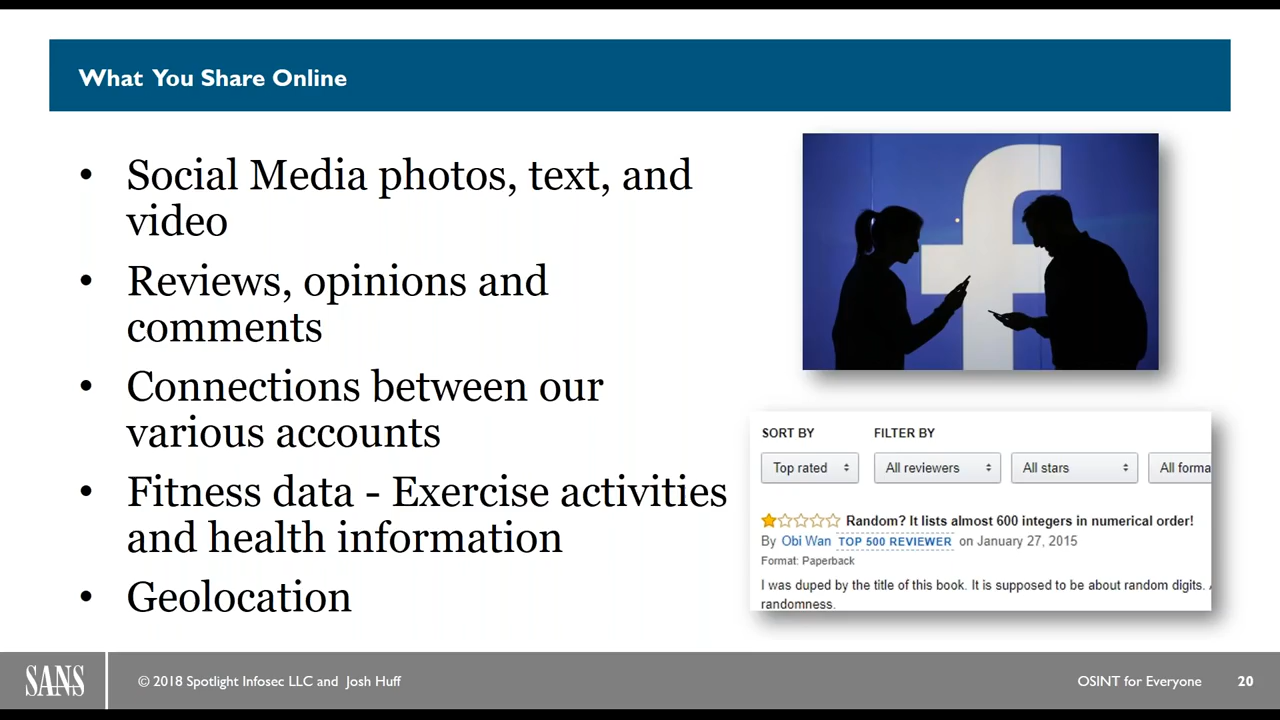 What You Share Online
• Social Media photos, text, and
video
• Reviews, opinions and
comments
• Connections between our
various accounts
• Fitness data - Exercise activities
and health information
• Geolocation
SORT BY FILTER BY
Top rated All reviewers All stars All forma
Random? It lists almost 600 integers in numerical order!
By Obi Wan TOP 500 REVIEWER on January 27, 2015
Format: Paperback
I was duped by the title of this book. It is supposed to be about random digits.
randomness.
SANS © 2018 Spotlight Infosec LLC and Josh Huff OSINT for Everyone 20